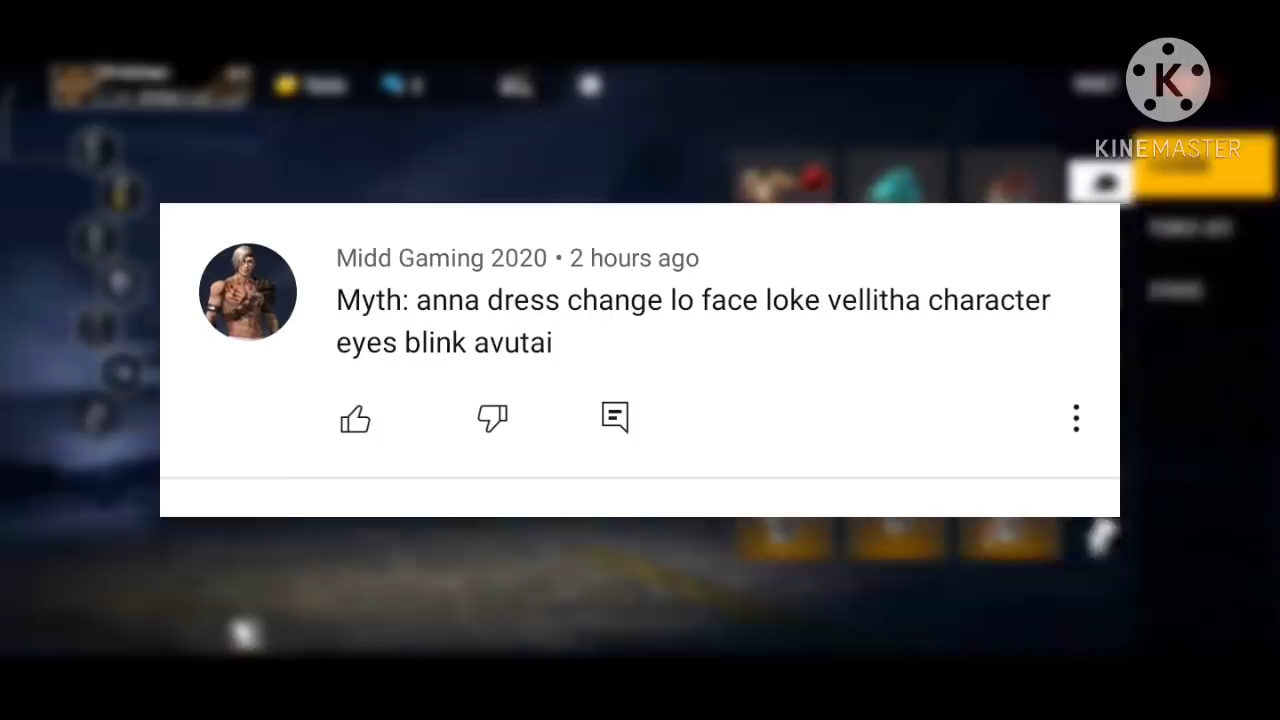 KINEMASTER
Midd Gaming 2020 • 2 hours ago
Myth: anna dress change lo face loke vellitha character
eyes blink avutai